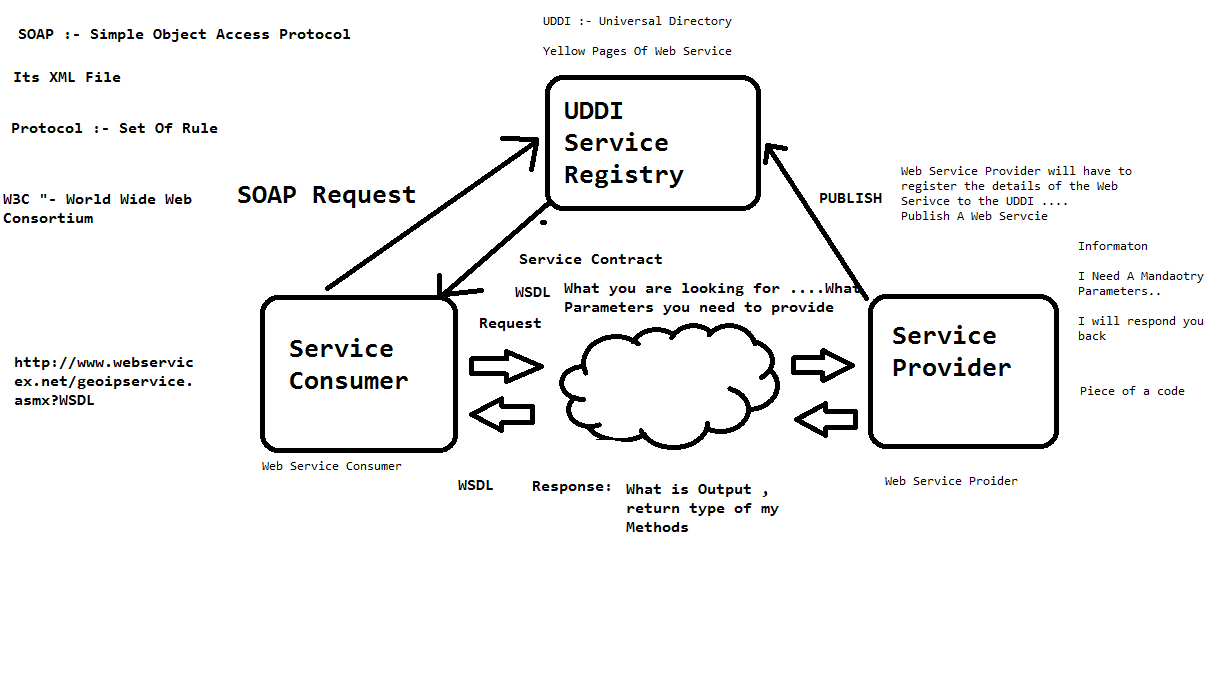 UDDI :- Universal Directory
Yellow Pages Of Web Service
SOAP :- Simple Object Access Protocol
Its XML File
Protocol :- Set Of Rule
W3C "- World Wide Web
Consortium
SOAP Request
UDDI
Service
Registry
PUBLISH
Web Service Provider will have to
register the details of the Web
Serivce to the UDDI ....
Publish A Web Servcie
Informaton
I Need A Mandaotry
Parameters..
I will respond you
back
Piece of a code
Service Contract
WSDL
What you are looking for ....What
Parameters you need to provide
Request
http://www.webservic
ex.net/geoipservice.
asmx?WSDL
Service
Consumer
Web Service Consumer
Service
Provider
Web Service Proider
WSDL
Response:
What is Output ,
return type of my
Methods